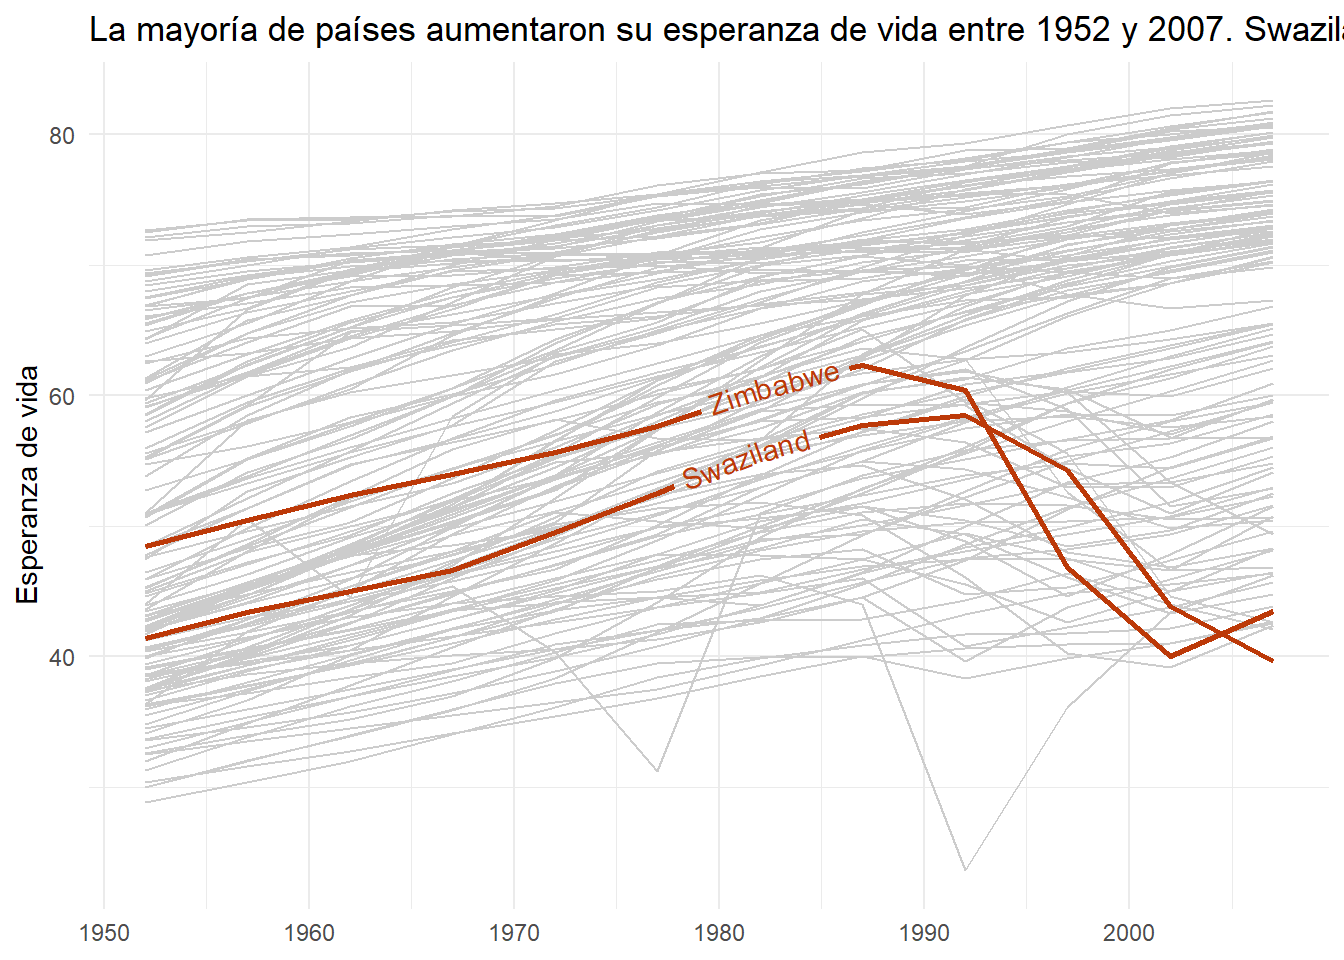 La mayoría de países aumentaron su esperanza de vida entre 1952 y 2007.
80
60
40
Esperanza de vida
Zimbabwe
Swaziland
1950 1960 1970 1980 1990 2000